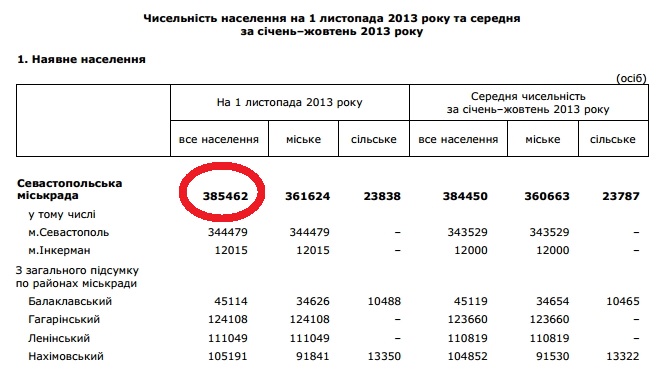 Чисельність населення на 1 листопада 2013 року та середня
за січень–жовтень 2013 року
1. Наявне населення
(осіб)
На 1 листопада 2013 року Середня чисельність
за січень–жовтень 2013 року
все населення міське сільське все населення міське сільське
Севастопольська
міськрада 385462 361624 23838 384450 360663 23787
у тому числі
м.Севастополь 344479 344479 – 343529 343529 –
м.Інкерман 12015 12015 – 12000 12000 –
З загального підсумку
по районах міськради
Балаклавський 45114 34626 10488 45119 34654 10465
Гагарінський 124108 124108 – 123660 123660 –
Ленінський 111049 111049 – 110819 110819 –
Нахімовський 105191 91841 13350 104852 91530 13322